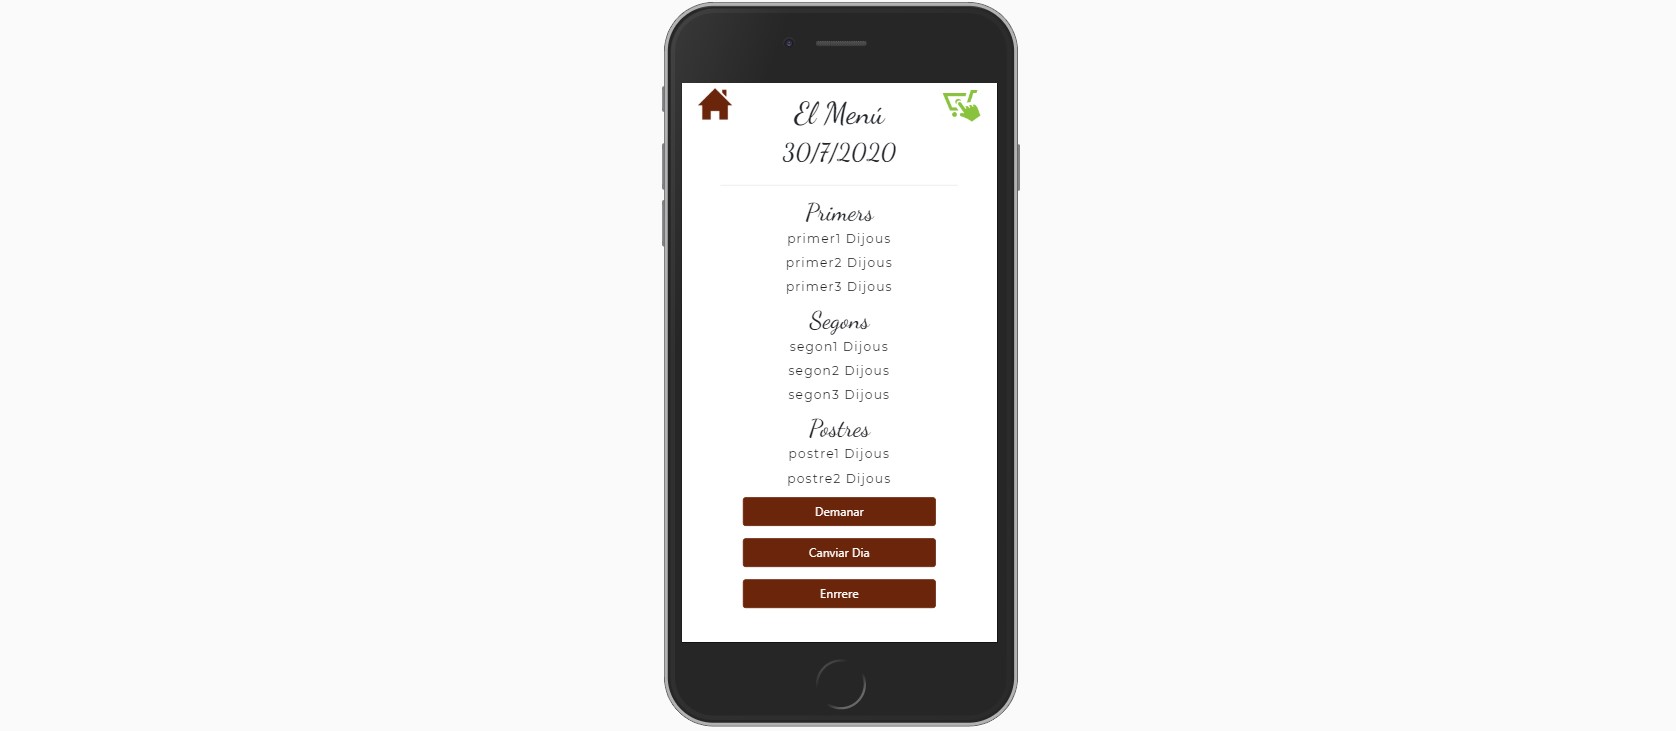 El Menú
30/7/2020
Primers
primer1 Dijous
primer2 Dijous
primer3 Dijous
Segons
segon1 Dijous
segon2 Dijous
segon3 Dijous
Postres
postre1 Dijous
postre2 Dijous
Demanar
Canviar Dia
Enrrere